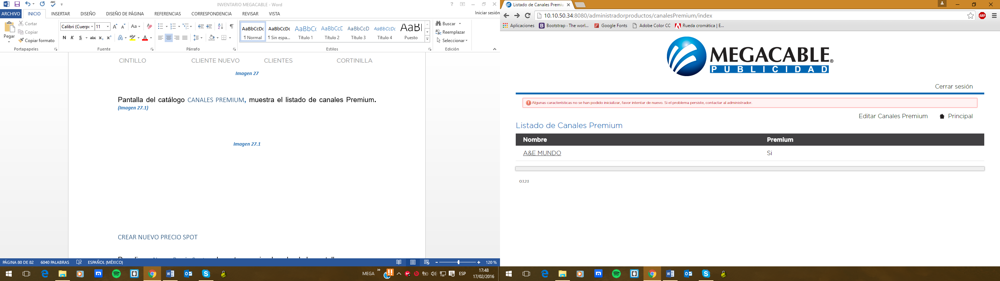 INVENTARIO MEGACABLE - Word
ARCHIVO INICIO INSERTAR DISEÑO DISEÑO DE PÁGINA REFERENCIAS CORRESPONDENCIA REVISAR VISTA Iniciar sesión
Pegar
Cortar
Copiar
Copiar formato
Portapapeles
Calibri (Cuerpo 11
Aa
N K S abc x₂ x²
Fuente
Párrafo
AaBbCcDc AaBbCcDc AaBbCc AaBbCcE AaBbCcD AaBbCcDc AaBl
¶ Normal ¶ Sin espa... Título 1 Título 2 Título 3 Título 4 Puesto
Estilos
Buscar
Reemplazar
Seleccionar
Edición
CINTILLO CLIENTE NUEVO CLIENTES CORTINILLA
Imagen 27
Pantalla del catálogo CANALES PREMIUM, muestra el listado de canales Premium.
(Imagen 27.1)
Imagen 27.1
CREAR NUEVO PRECIO SPOT
PÁGINA 80 DE 82 6040 PALABRAS ESPAÑOL (MÉXICO) 120 %
MEGA ESP 17:48
17/02/2016
Listado de Canales Premiu
10.10.50.34:8080/administradorproductos/canalesPremium/index
ABP
Aplicaciones Bootstrap · The worl... Google Fonts Adobe Color CC Rueda cromática | E...
MEGACABLE®
PUBLICIDAD
Cerrar sesión
Algunas características no se han podido inicializar, favor intentar de nuevo. Si el problema persiste, contactar al administrador.
Editar Canales Premium Principal
Listado de Canales Premium
Nombre Premium
A&E MUNDO Si
0.1.23